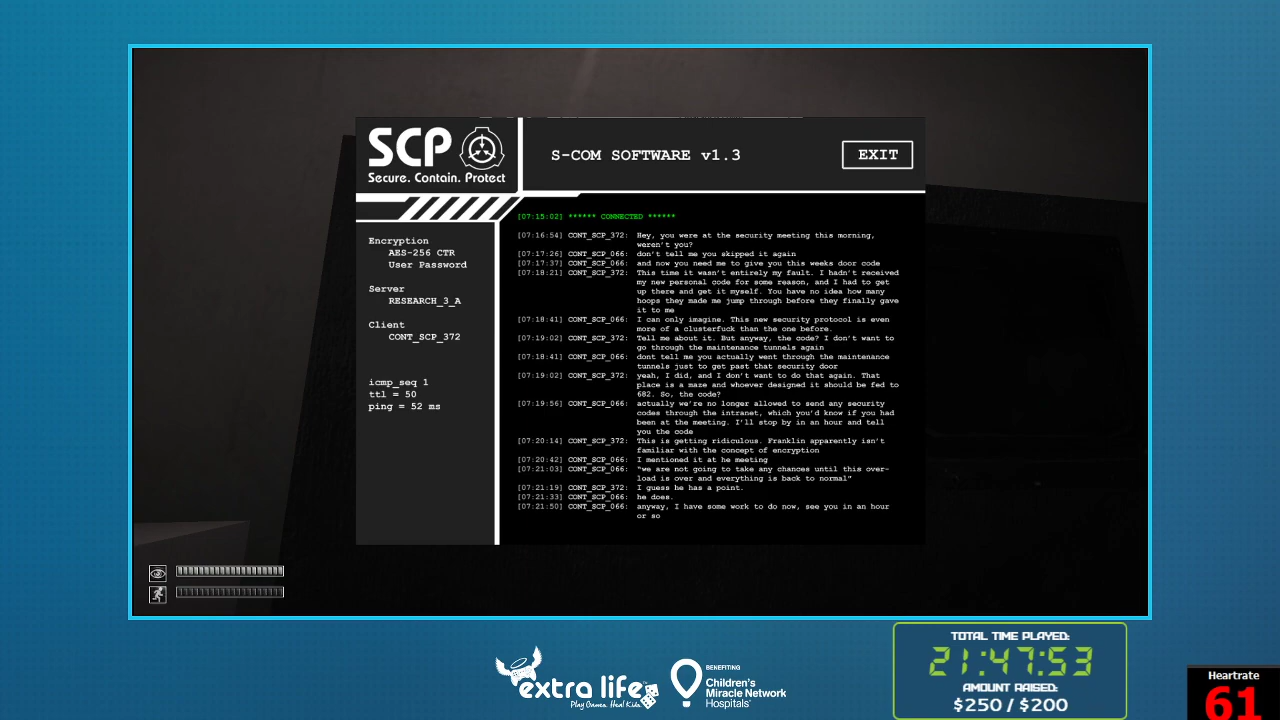 SCP
Secure. Contain. Protect
S-COM SOFTWARE v1.3
EXIT
Encryption
AES-256 CTR
User Password
Server
RESEARCH_3_A
Client
CONT_SCP_372
icmp_seq 1
ttl = 50
ping = 52 ms
[07:15:02] ****** CONNECTED ******
[07:16:54] CONT_SCP_372: Hey, you were at the security meeting this morning,
weren't you?
[07:17:26] CONT_SCP_066: don't tell me you skipped it again
[07:17:37] CONT_SCP_066: and now you need me to give you this weeks door code
[07:18:21] CONT_SCP_372: This time it wasn't entirely my fault. I hadn't received
my new personal code for some reason, and I had to get
up there and get it myself. You have no idea how many
hoops they made me jump through before they finally gave
it to me
[07:18:41] CONT_SCP_066: I can only imagine. This new security protocol is even
more of a clusterfuck than the one before.
[07:19:02] CONT_SCP_372: Tell me about it. But anyway, the code? I don't want to
go through the maintenance tunnels again
[07:18:41] CONT_SCP_066: dont tell me you actually went through the maintenance
tunnels just to get past that security door
[07:19:02] CONT_SCP_372: yeah, I did, and I don't want to do that again. That
place is a maze and whoever designed it should be fed to
682. So, the code?
[07:19:56] CONT_SCP_066: actually we're no longer allowed to send any security
codes through the intranet, which you'd know if you had
been at the meeting. I'll stop by in an hour and tell
you the code
[07:20:14] CONT_SCP_372: This is getting ridiculous. Franklin apparently isn't
familiar with the concept of encryption
[07:20:42] CONT_SCP_066: I mentioned it at he meeting
[07:21:03] CONT_SCP_066: "we are not going to take any chances until this over-
load is over and everything is back to normal"
[07:21:19] CONT_SCP_372: I guess he has a point.
[07:21:33] CONT_SCP_066: he does.
[07:21:50] CONT_SCP_066: anyway, I have some work to do now, see you in an hour
or so
extra life
Play Games. Heal Kids.
BENEFITING
Children's
Miracle Network
Hospitals
TOTAL TIME PLAYED:
21:47:53
AMOUNT RAISED:
$250 / $200
Heartrate
61